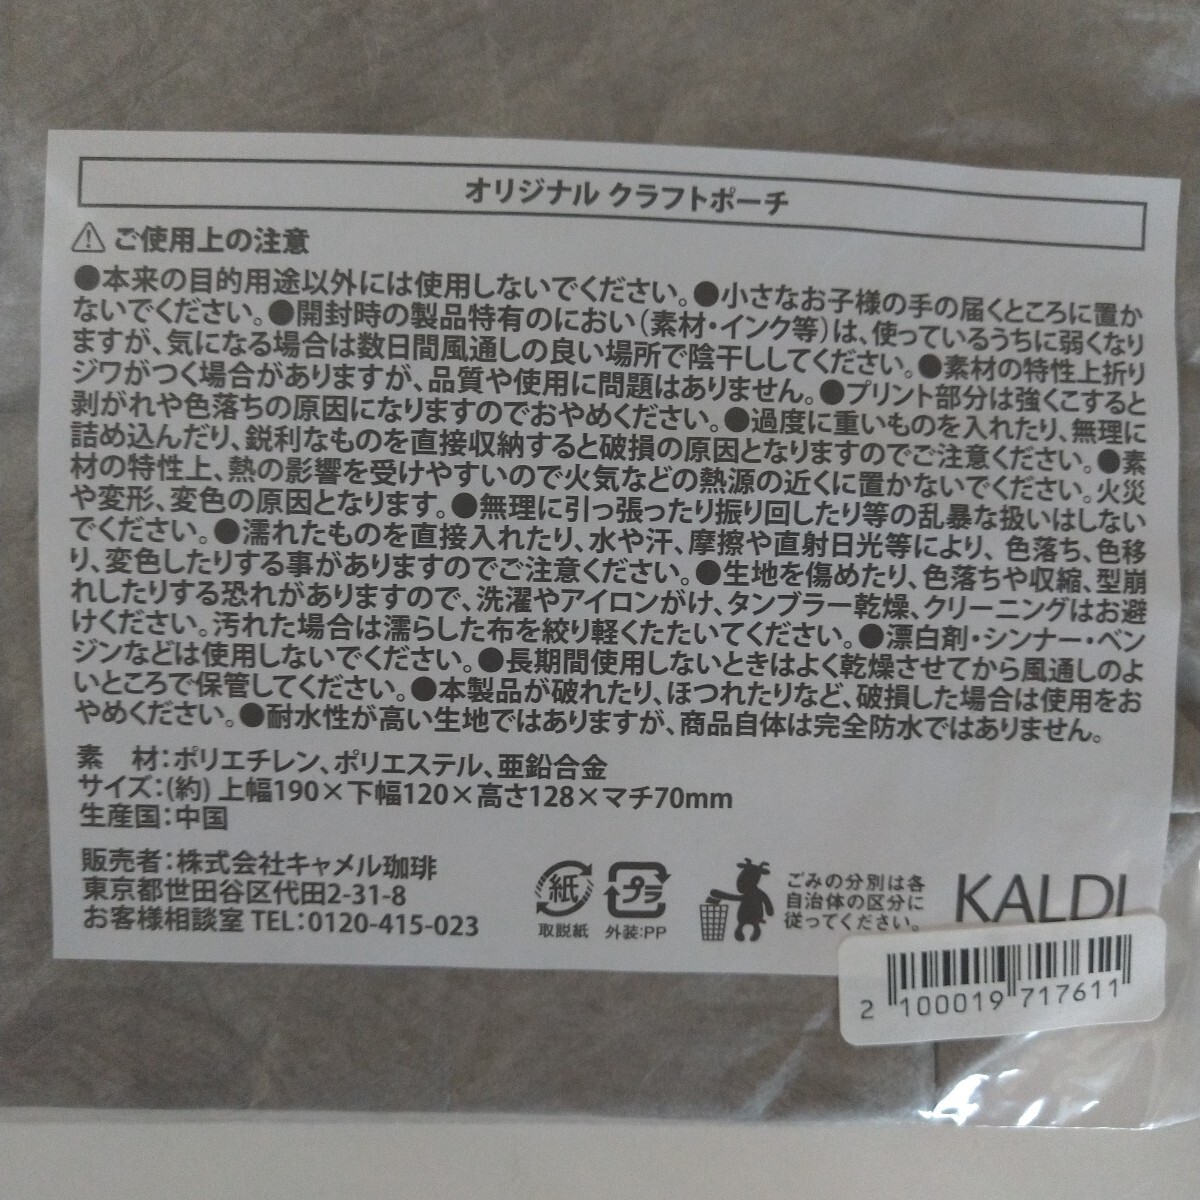 オリジナル クラフトポーチ
⚠ ご使用上の注意
●本来の目的用途以外には使用しないでください。●小さなお子様の手の届くところに置か
ないでください。●開封時の製品特有のにおい(素材・インク等)は、使っているうちに弱くなり
ますが、気になる場合は数日間風通しの良い場所で陰干ししてください。●素材の特性上折り
ジワがつく場合がありますが、品質や使用に問題はありません。●プリント部分は強くこすると
剥がれや色落ちの原因になりますのでおやめください。●過度に重いものを入れたり、無理に
詰め込んだり、鋭利なものを直接収納すると破損の原因となりますのでご注意ください。●素
材の特性上、熱の影響を受けやすいので火気などの熱源の近くに置かないでください。火災
や変形、変色の原因となります。●無理に引っ張ったり振り回したり等の乱暴な扱いはしない
でください。●濡れたものを直接入れたり、水や汗、摩擦や直射日光等により、色落ち、色移
り、変色したりする事がありますのでご注意ください。●生地を傷めたり、色落ちや収縮、型崩
れしたりする恐れがありますので、洗濯やアイロンがけ、タンブラー乾燥、クリーニングはお避
けください。汚れた場合は濡らした布を絞り軽くたたいてください。●漂白剤・シンナー・ベン
ジンなどは使用しないでください。●長期間使用しないときはよく乾燥させてから風通しのよ
いところで保管してください。●本製品が破れたり、ほつれたりなど、破損した場合は使用をお
やめください。●耐水性が高い生地ではありますが、商品自体は完全防水ではありません。
素　材：ポリエチレン、ポリエステル、亜鉛合金
サイズ：(約) 上幅190×下幅120×高さ128×マチ70mm
生産国：中国
販売者：株式会社キャメル珈琲
東京都世田谷区代田2-31-8
お客様相談室 TEL：0120-415-023
紙
取説紙
プラ
外装:PP
ごみの分別は各
自治体の区分に
従ってください。
KALDI
2 100019 717611